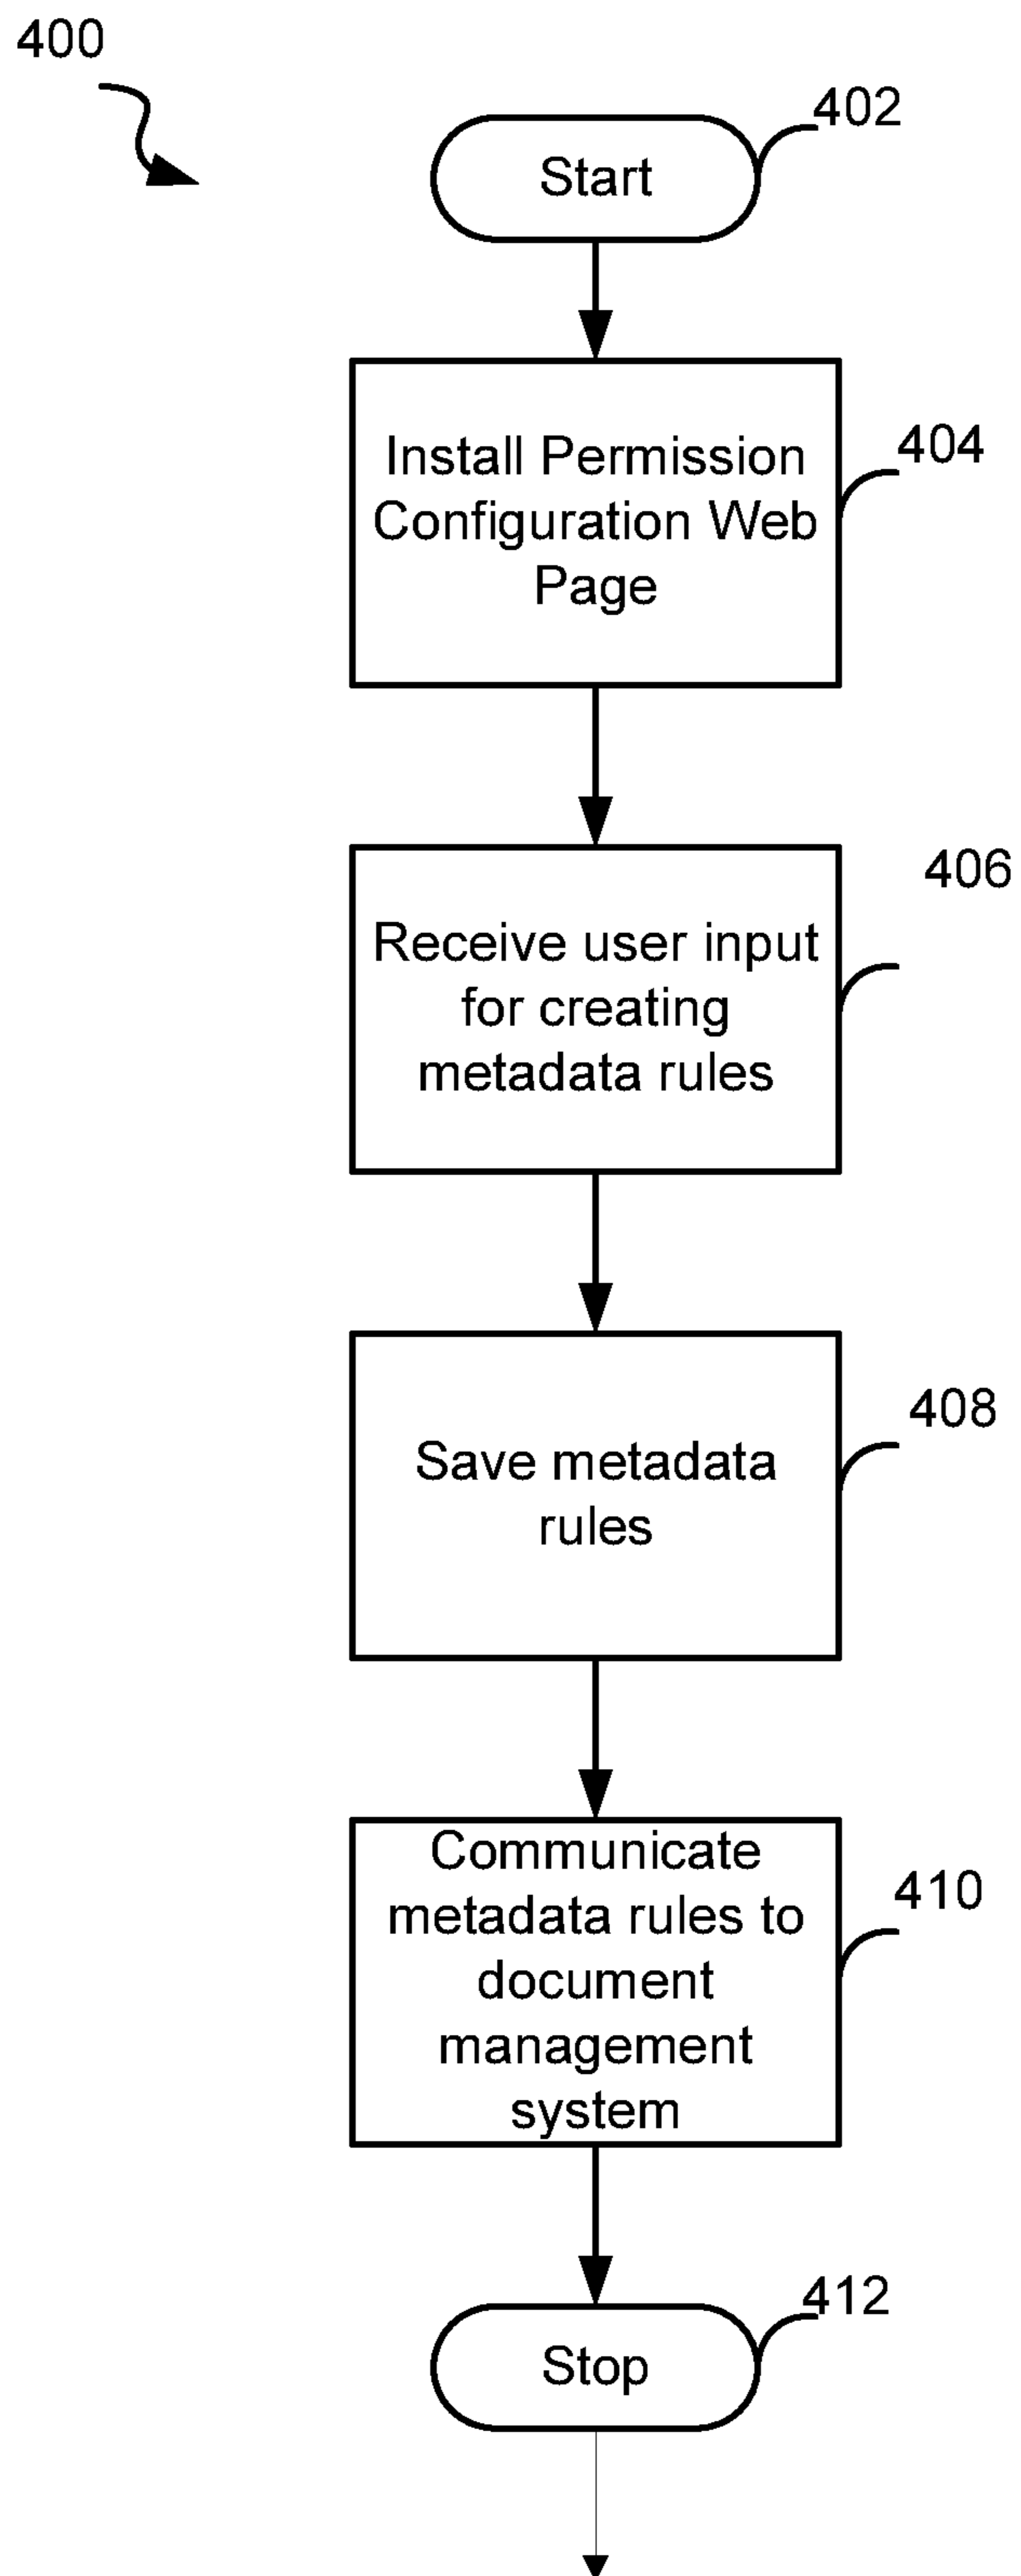 400
402
Start
404
Install Permission
Configuration Web
Page
406
Receive user input
for creating
metadata rules
408
Save metadata
rules
410
Communicate
metadata rules to
document
management
system
412
Stop